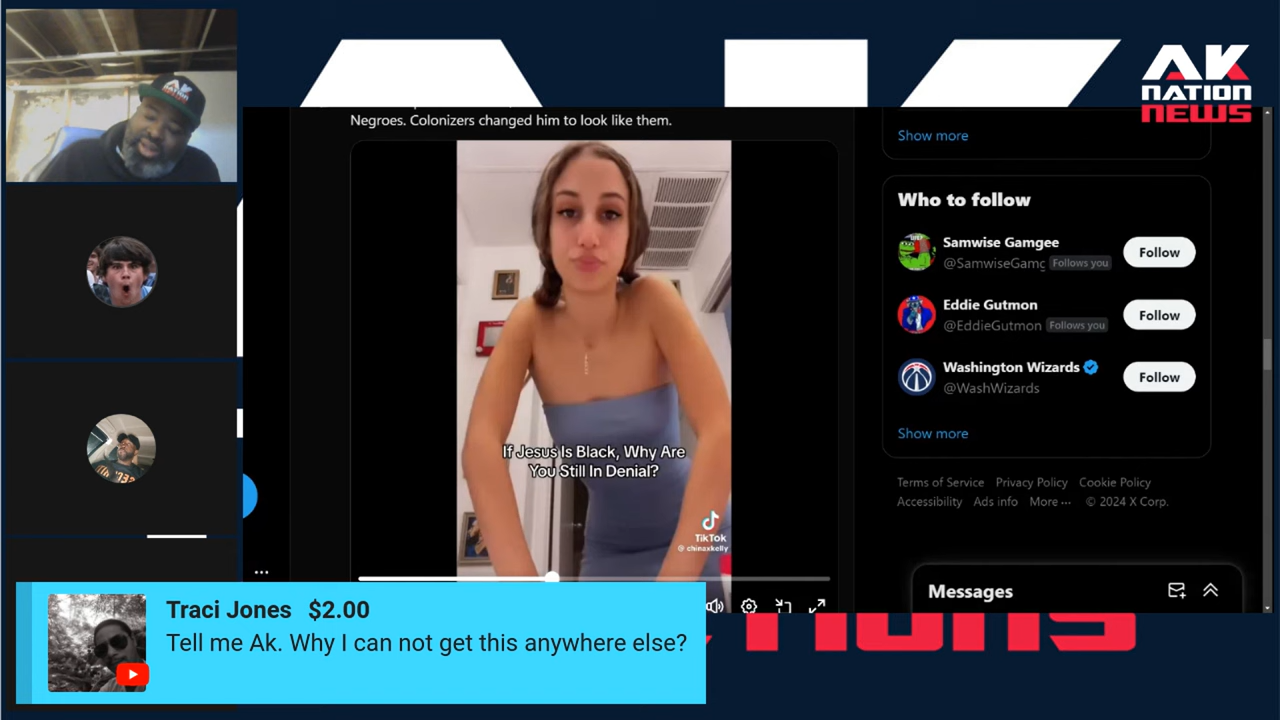 AK
NATION
NEWS
Negroes. Colonizers changed him to look like them.
If Jesus Is Black, Why Are
You Still In Denial?
TikTok
@chinaxkelly
Show more
Who to follow
Samwise Gamgee
@SamwiseGamg Follows you
Follow
Eddie Gutmon
@EddieGutmon Follows you
Follow
Washington Wizards
@WashWizards
Follow
Show more
Terms of Service Privacy Policy Cookie Policy
Accessibility Ads info More ··· © 2024 X Corp.
Messages
Traci Jones $2.00
Tell me Ak. Why I can not get this anywhere else?